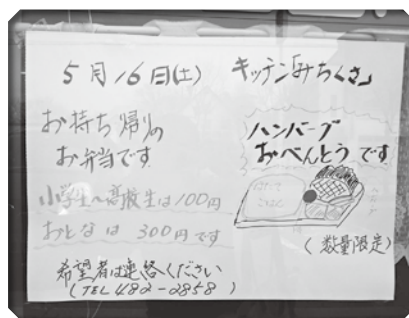 5月16日(土) キッチン「みちくさ」
お持ち帰りの
お弁当です
小学生〜高校生は100円
おとなは 300円です
希望者は連絡ください
(TEL 482-2858)
ハンバーグ
おべんとうです
(数量限定)